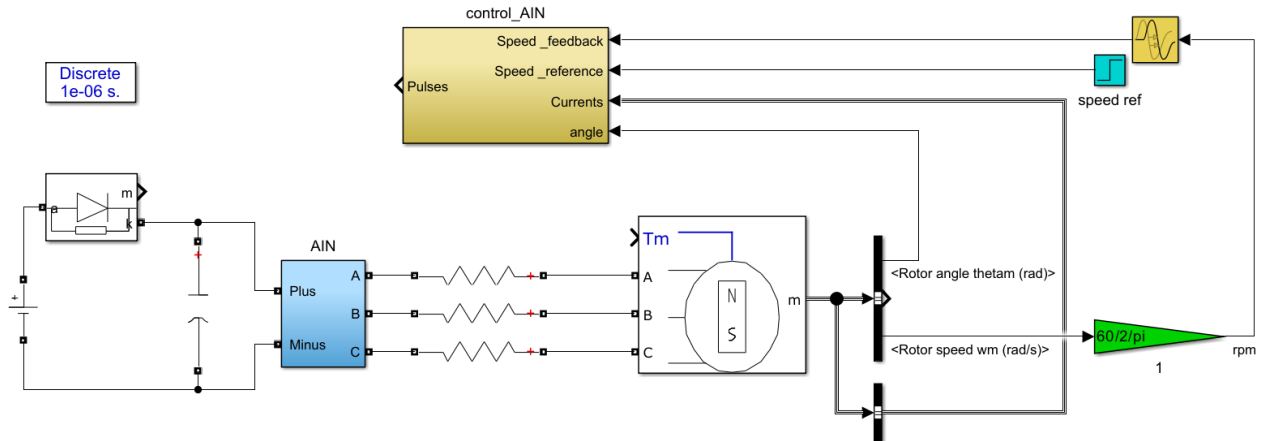 control_AIN
Speed _feedback
Speed _reference
Currents
angle
Pulses
speed ref
Discrete
1e-06 s.
m
a
k
+
+
AIN
Plus
Minus
A
B
C
+
+
+
Tm
A
B
C
N
S
m
<Rotor angle thetam (rad)>
<Rotor speed wm (rad/s)>
60/2/pi
rpm
1